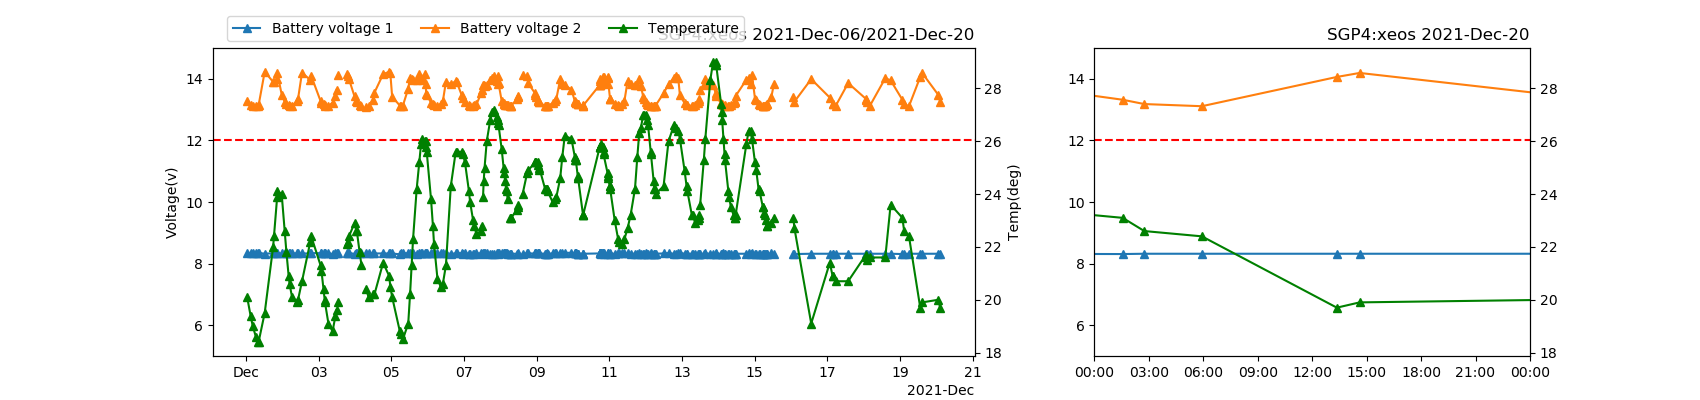 Battery voltage 1 Battery voltage 2 Temperature
SGP4:xeos 2021-Dec-06/2021-Dec-20
SGP4:xeos 2021-Dec-20
14 28 14 28
12 26 12 26
10 24 10 24
8 22 8 22
6 20 6 20
18 18
Voltage(v)
Temp(deg)
Dec 03 05 07 09 11 13 15 17 19 21
2021-Dec
00:00 03:00 06:00 09:00 12:00 15:00 18:00 21:00 00:00